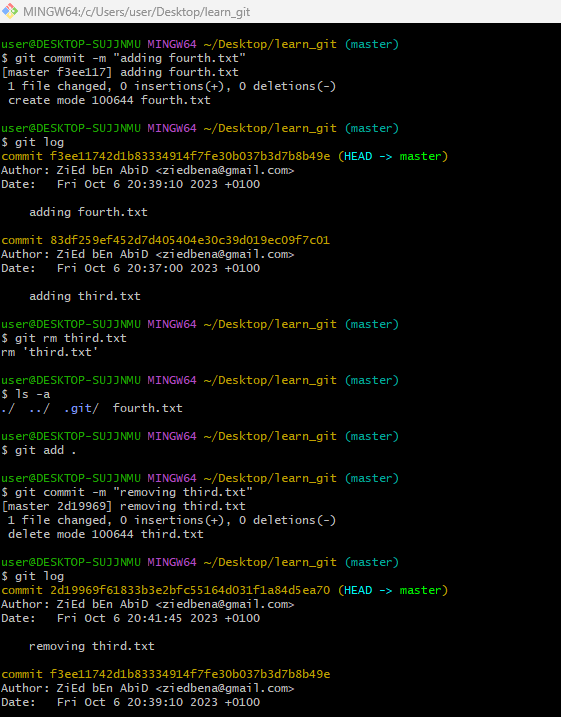 MINGW64:/c/Users/user/Desktop/learn_git
user@DESKTOP-SUJJNMU MINGW64 ~/Desktop/learn_git (master)
$ git commit -m "adding fourth.txt"
[master f3ee117] adding fourth.txt
 1 file changed, 0 insertions(+), 0 deletions(-)
 create mode 100644 fourth.txt
user@DESKTOP-SUJJNMU MINGW64 ~/Desktop/learn_git (master)
$ git log
commit f3ee11742d1b83334914f7fe30b037b3d7b8b49e (HEAD -> master)
Author: ZiEd bEn AbiD <ziedbena@gmail.com>
Date:   Fri Oct 6 20:39:10 2023 +0100
    adding fourth.txt
commit 83df259ef452d7d405404e30c39d019ec09f7c01
Author: ZiEd bEn AbiD <ziedbena@gmail.com>
Date:   Fri Oct 6 20:37:00 2023 +0100
    adding third.txt
user@DESKTOP-SUJJNMU MINGW64 ~/Desktop/learn_git (master)
$ git rm third.txt
rm 'third.txt'
user@DESKTOP-SUJJNMU MINGW64 ~/Desktop/learn_git (master)
$ ls -a
./  ../  .git/  fourth.txt
user@DESKTOP-SUJJNMU MINGW64 ~/Desktop/learn_git (master)
$ git add .
user@DESKTOP-SUJJNMU MINGW64 ~/Desktop/learn_git (master)
$ git commit -m "removing third.txt"
[master 2d19969] removing third.txt
 1 file changed, 0 insertions(+), 0 deletions(-)
 delete mode 100644 third.txt
user@DESKTOP-SUJJNMU MINGW64 ~/Desktop/learn_git (master)
$ git log
commit 2d19969f61833b3e2bfc55164d031f1a84d5ea70 (HEAD -> master)
Author: ZiEd bEn AbiD <ziedbena@gmail.com>
Date:   Fri Oct 6 20:41:45 2023 +0100
    removing third.txt
commit f3ee11742d1b83334914f7fe30b037b3d7b8b49e
Author: ZiEd bEn AbiD <ziedbena@gmail.com>
Date:   Fri Oct 6 20:39:10 2023 +0100